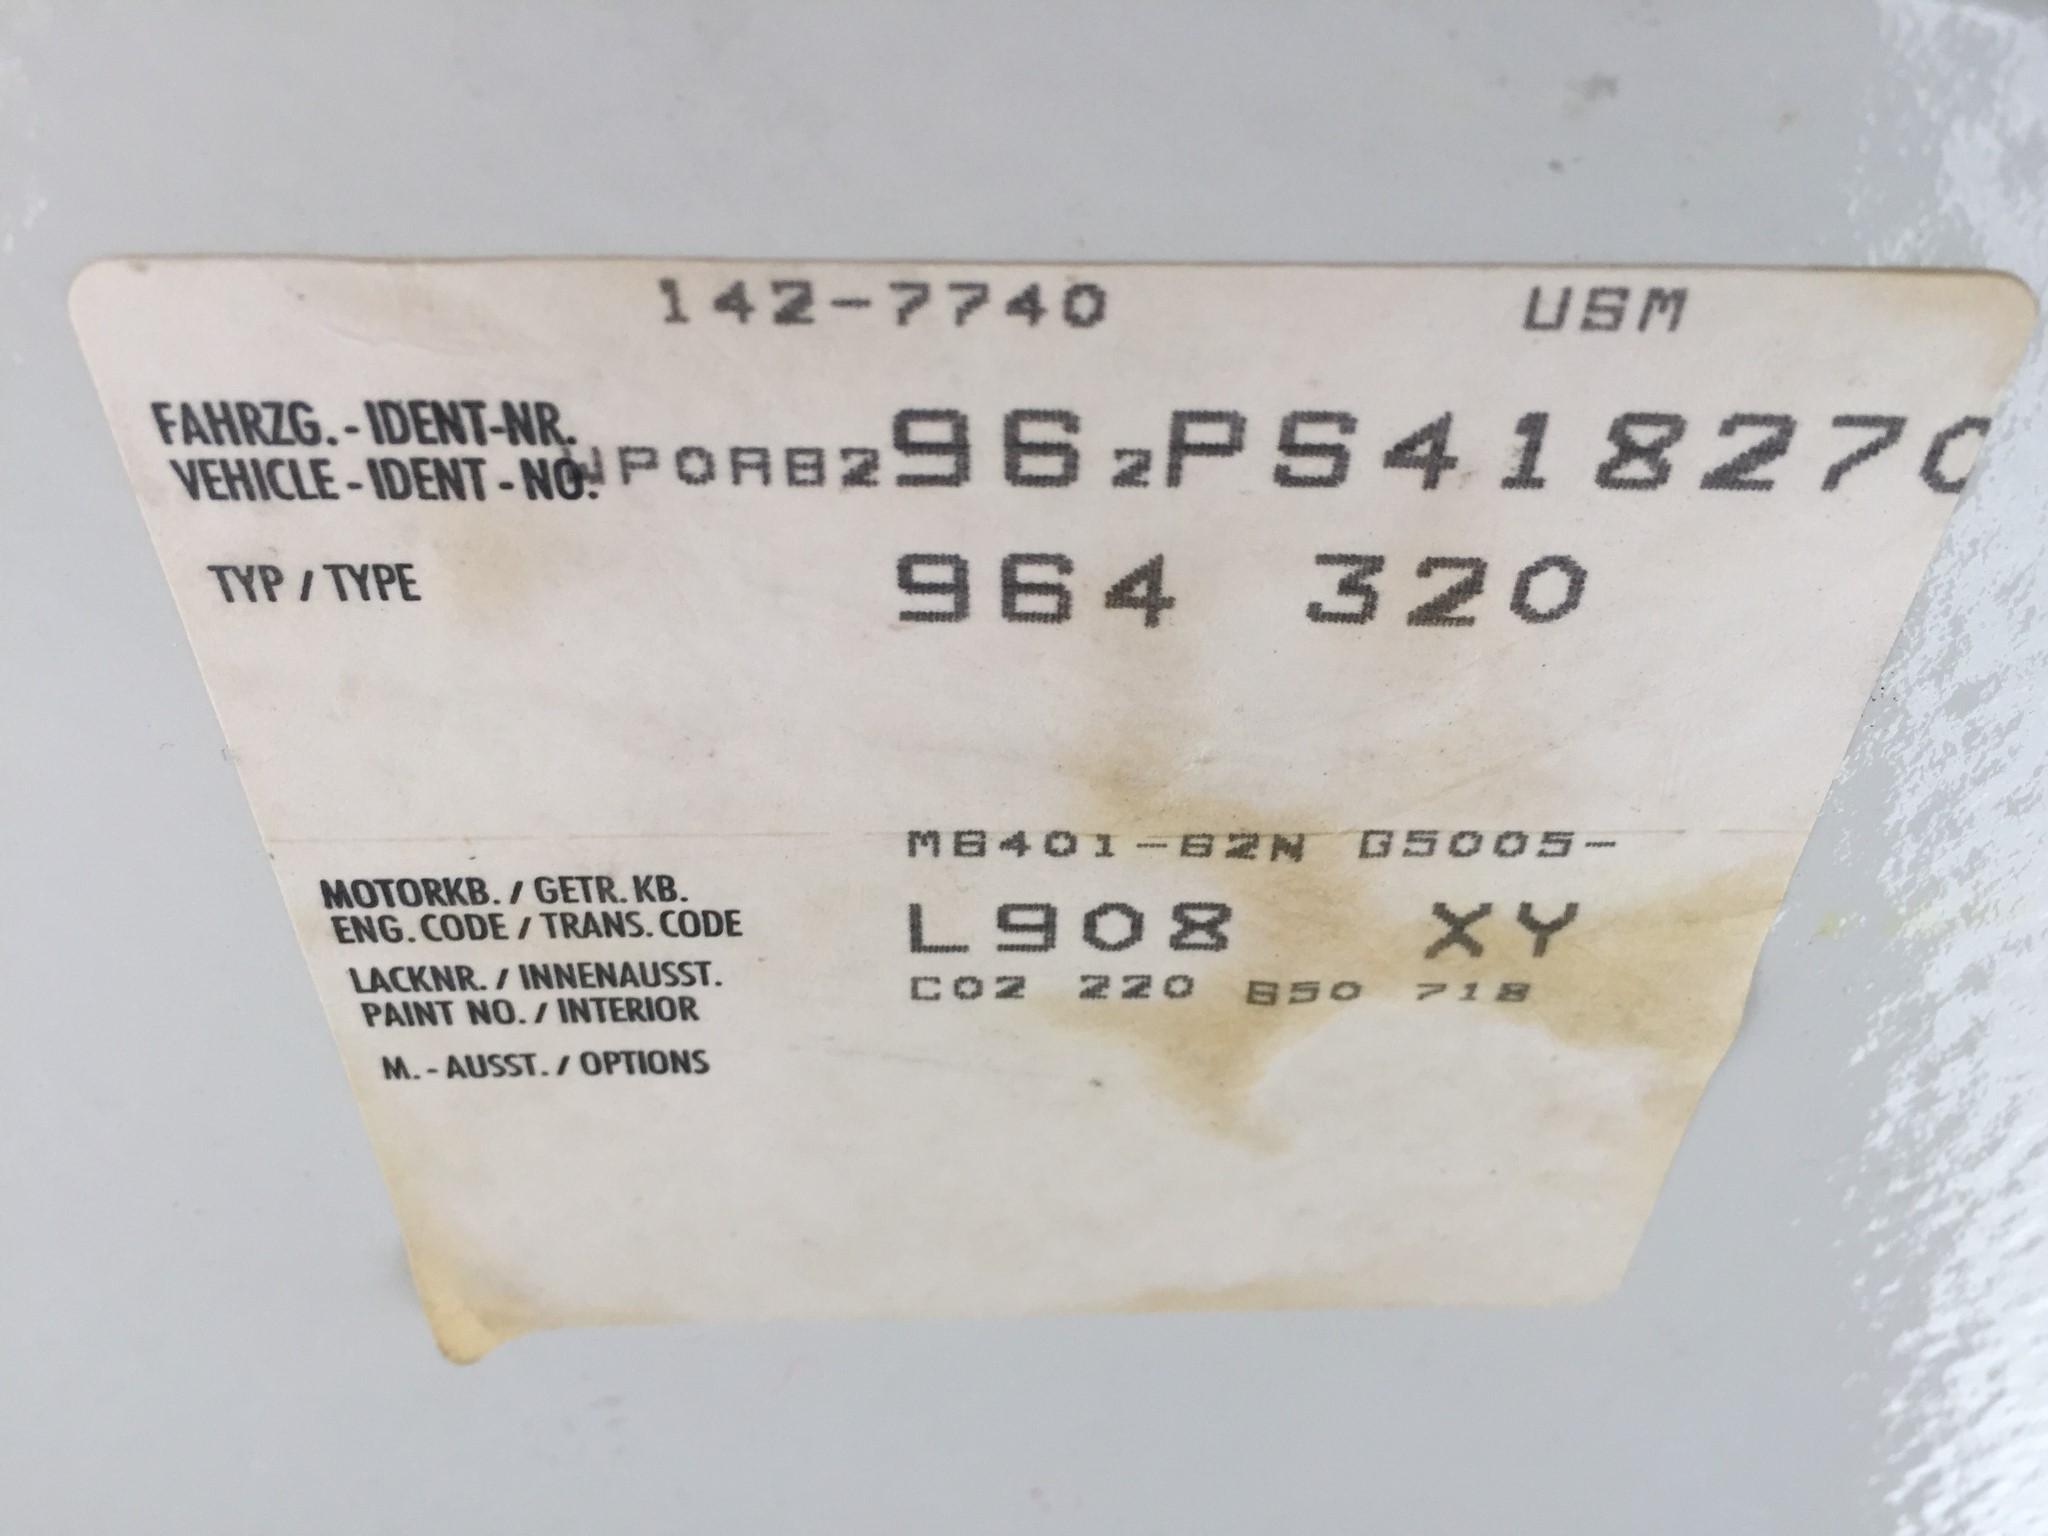 142-7740 USM
FAHRZG.-IDENT-NR.
VEHICLE-IDENT-NO. WP0AB2962PS418270
TYP / TYPE 964 320
M6401-62N G5005-
MOTORKB. / GETR. KB.
ENG. CODE / TRANS. CODE L908 XY
LACKNR. / INNENAUSST.
PAINT NO. / INTERIOR C02 220 650 718
M.-AUSST. / OPTIONS